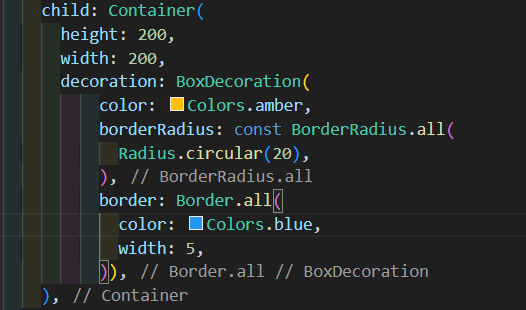 child: Container(
height: 200,
width: 200,
decoration: BoxDecoration(
color: Colors.amber,
borderRadius: const BorderRadius.all(
Radius.circular(20),
), // BorderRadius.all
border: Border.all(
color: Colors.blue,
width: 5,
)), // Border.all // BoxDecoration
), // Container